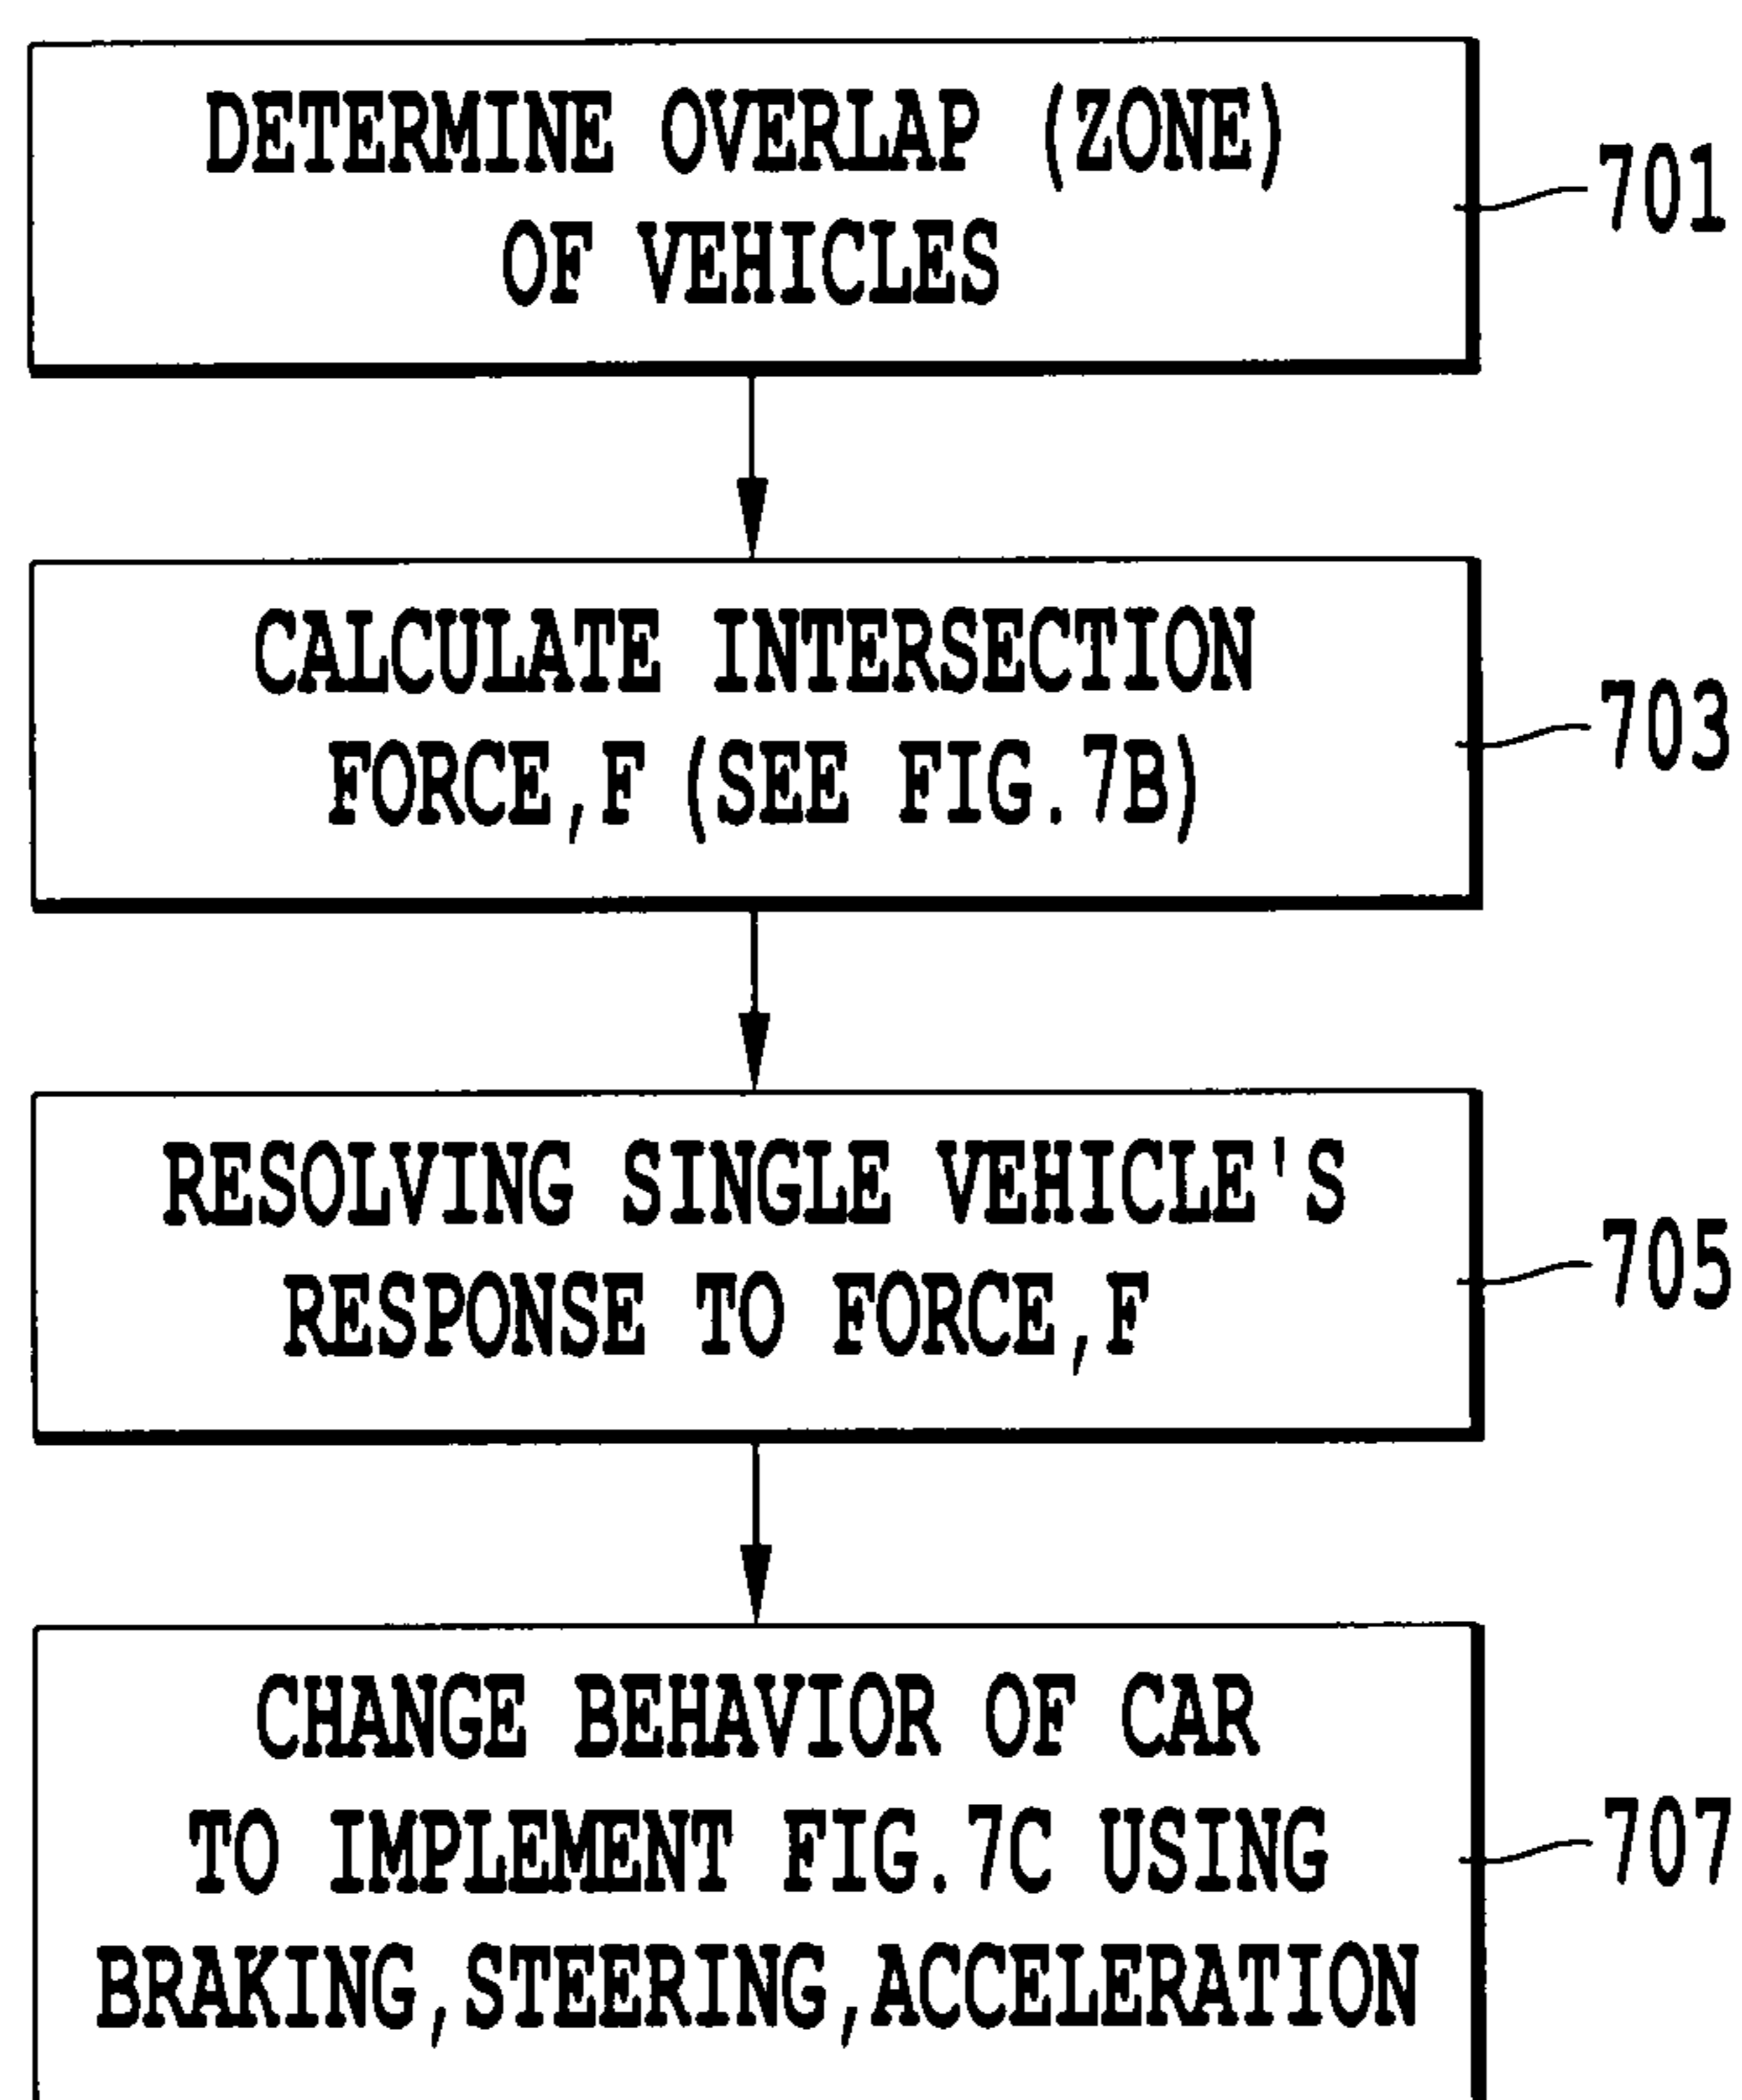 DETERMINE OVERLAP (ZONE)
OF VEHICLES
701
CALCULATE INTERSECTION
FORCE,F (SEE FIG.7B)
703
RESOLVING SINGLE VEHICLE'S
RESPONSE TO FORCE,F
705
CHANGE BEHAVIOR OF CAR
TO IMPLEMENT FIG.7C USING
BRAKING,STEERING,ACCELERATION
707